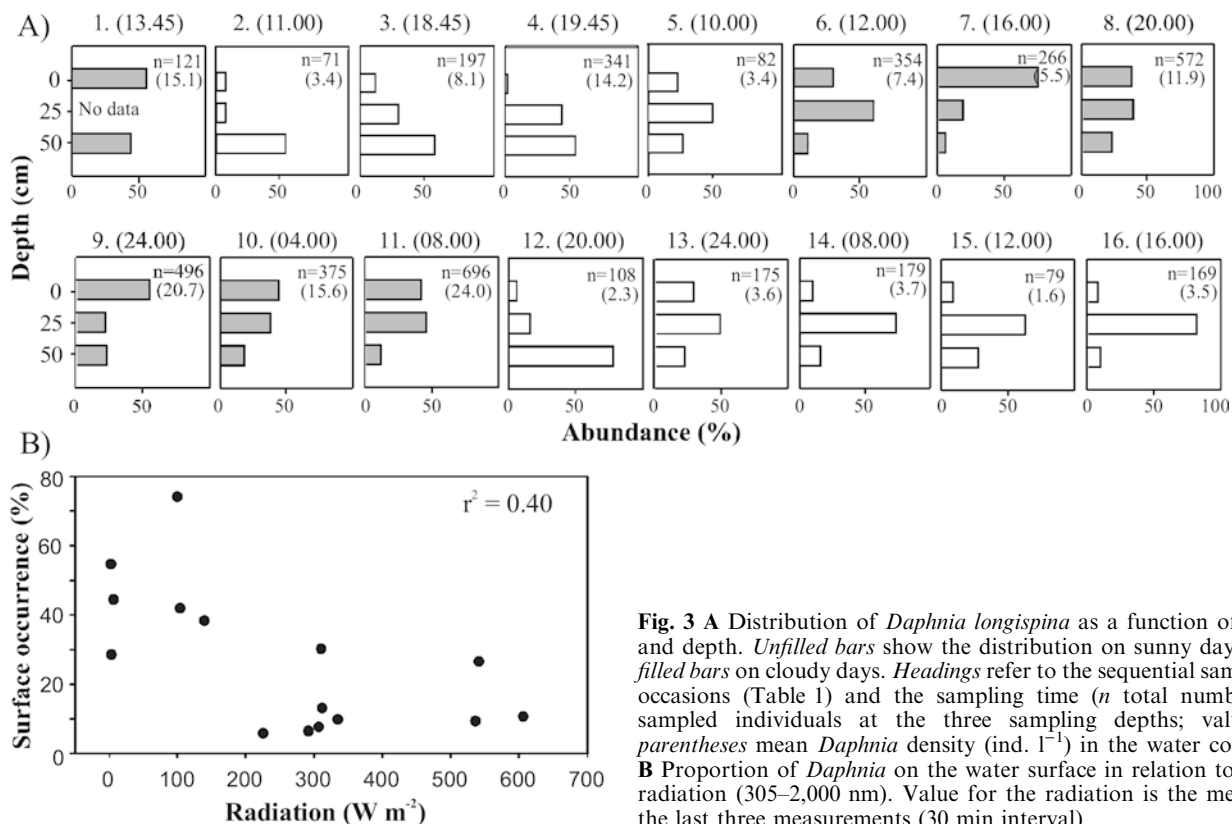 A)
1. (13.45) 2. (11.00) 3. (18.45) 4. (19.45) 5. (10.00) 6. (12.00) 7. (16.00) 8. (20.00)
n=121 n=71 n=197 n=341 n=82 n=354 n=266 n=572
(15.1) (3.4) (8.1) (14.2) (3.4) (7.4) (5.5) (11.9)
0
No data
25
50
0 50 0 50 0 50 0 50 0 50 0 50 0 50 0 50 100
Depth (cm)
9. (24.00) 10. (04.00) 11. (08.00) 12. (20.00) 13. (24.00) 14. (08.00) 15. (12.00) 16. (16.00)
n=496 n=375 n=696 n=108 n=175 n=179 n=79 n=169
(20.7) (15.6) (24.0) (2.3) (3.6) (3.7) (1.6) (3.5)
0
25
50
0 50 0 50 0 50 0 50 0 50 0 50 0 50 0 50 100
Abundance (%)
B)
80
60
40
20
0
Surface occurrence (%)
r² = 0.40
0 100 200 300 400 500 600 700
Radiation (W m⁻²)
Fig. 3 A Distribution of Daphnia longispina as a function o
and depth. Unfilled bars show the distribution on sunny day
filled bars on cloudy days. Headings refer to the sequential sam
occasions (Table 1) and the sampling time (n total numb
sampled individuals at the three sampling depths; val
parentheses mean Daphnia density (ind. l⁻¹) in the water co
B Proportion of Daphnia on the water surface in relation to
radiation (305–2,000 nm). Value for the radiation is the me
the last three measurements (30 min interval)